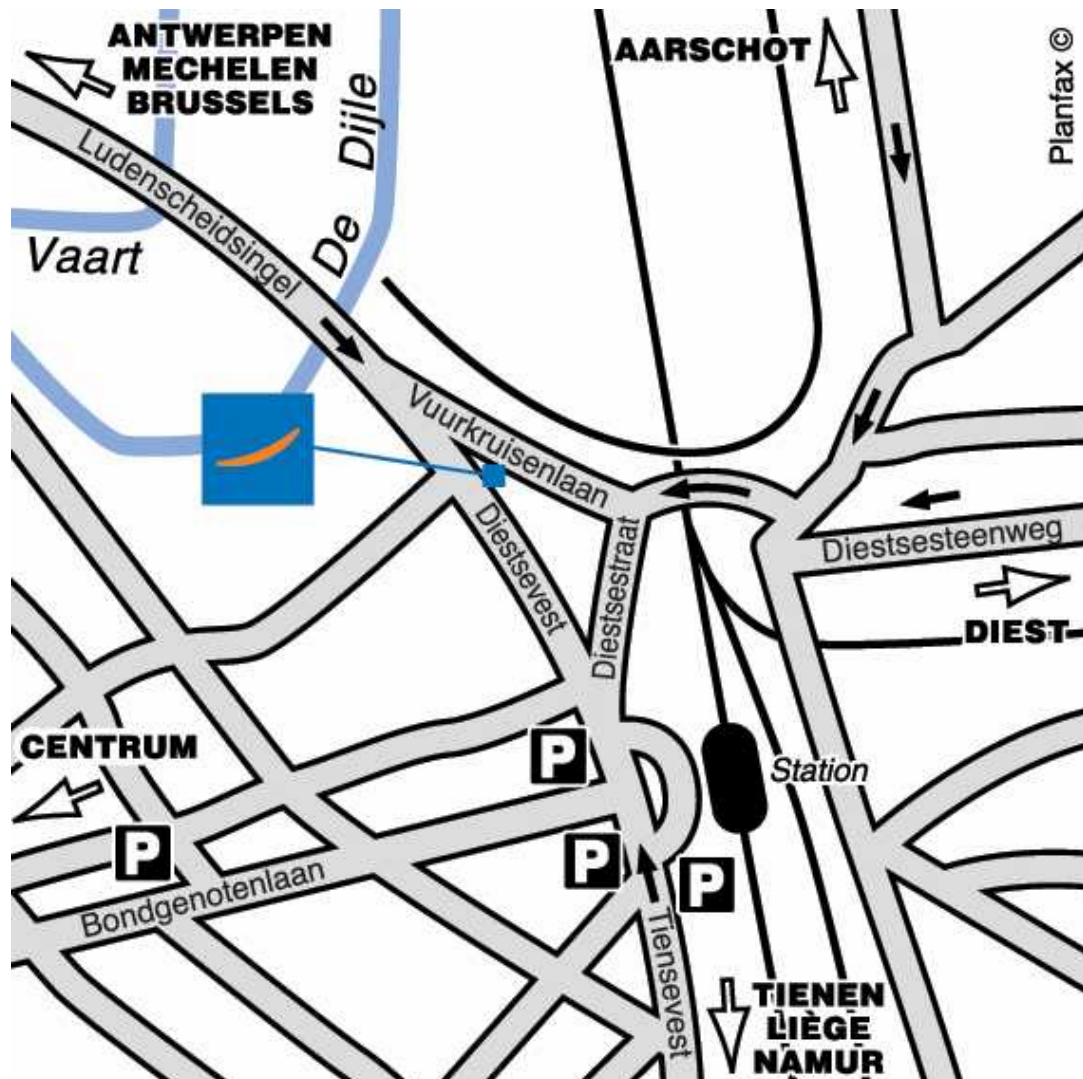 ANTWERPEN
MECHELEN
BRUSSELS
AARSCHOT
Planfax ©
De Dijle
Ludenscheidsingel
Vaart
Vuurkruisenlaan
Diestsevest
Diestsestraat
Diestsesteenweg
DIEST
CENTRUM
P
Station
P
P
P
Bondgenotenlaan
Tiensevest
TIENEN
LIÈGE
NAMUR